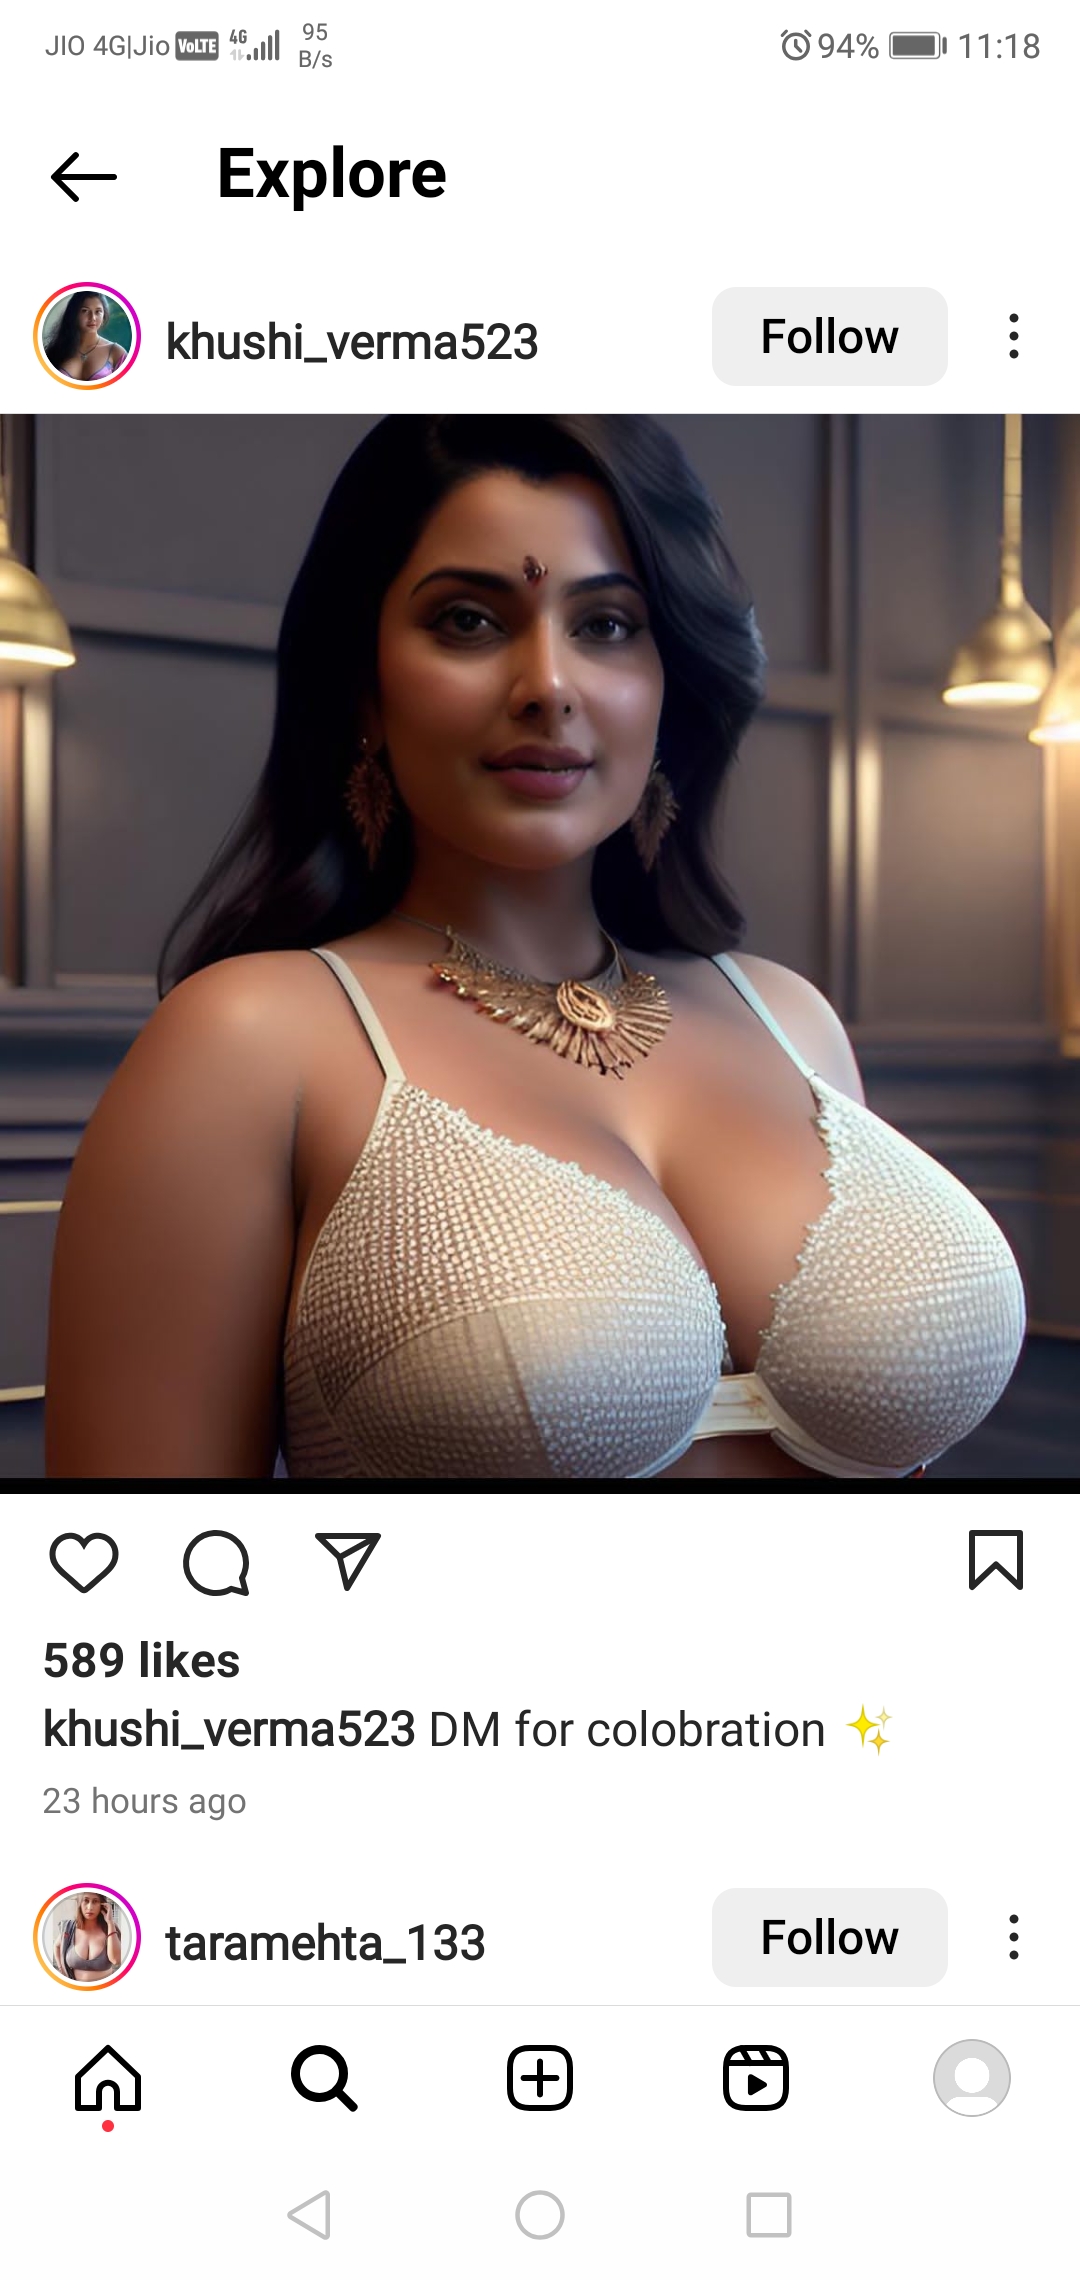 JIO 4G|Jio VoLTE 4G 95 B/s 94% 11:18
Explore
khushi_verma523 Follow
589 likes
khushi_verma523 DM for colobration ✨
23 hours ago
taramehta_133 Follow